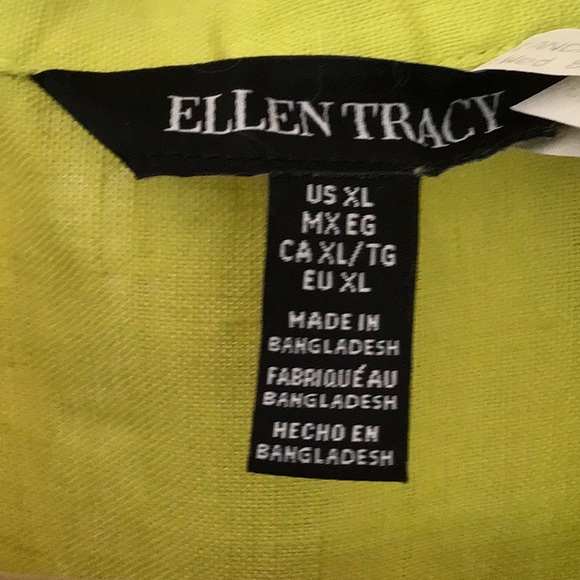 ELLEN TRACY
US XL
MX EG
CA XL/TG
EU XL
MADE IN
BANGLADESH
FABRIQUÉ AU
BANGLADESH
HECHO EN
BANGLADESH